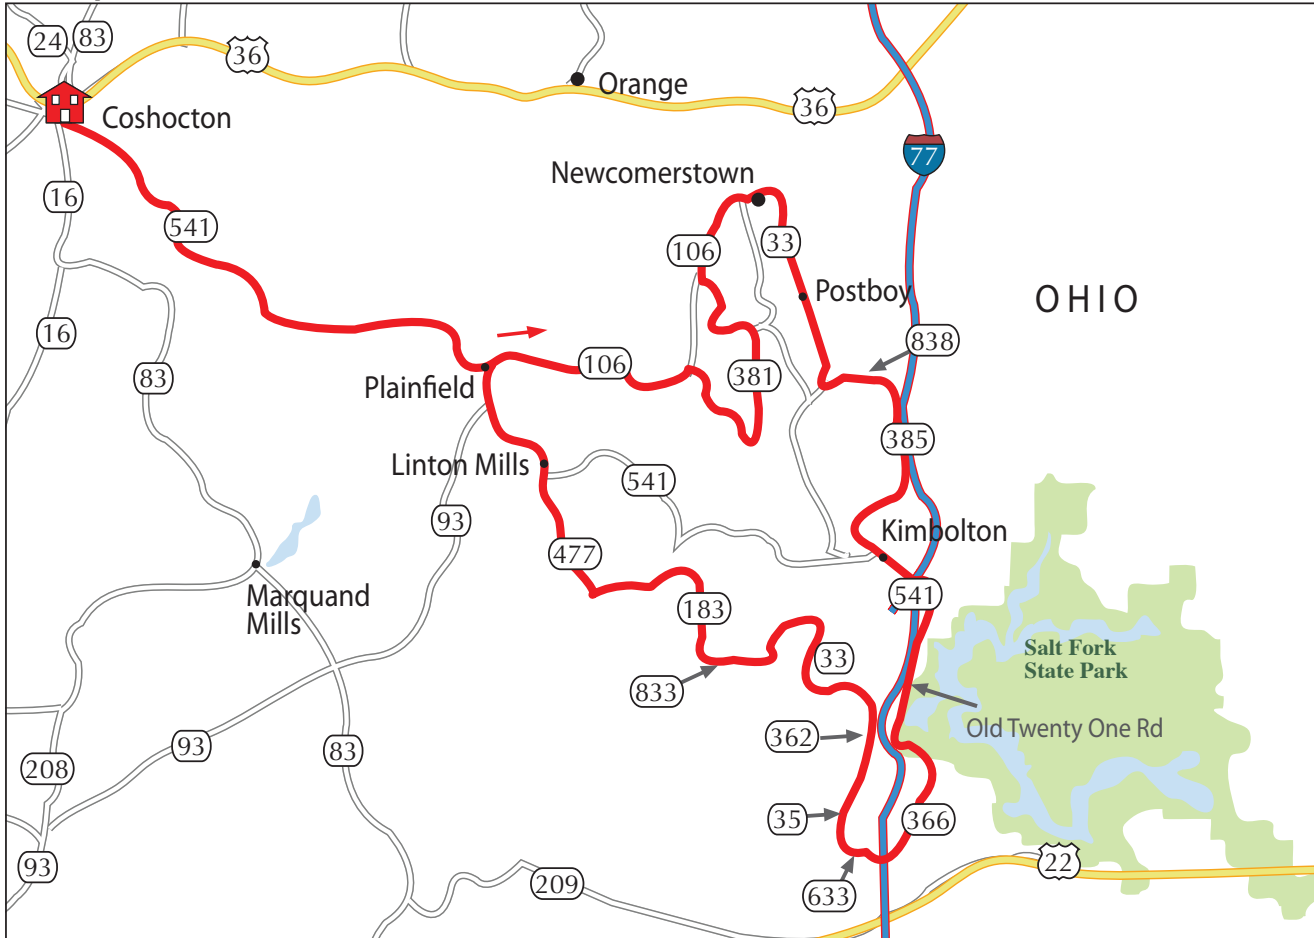 24
83
36
Orange
36
Coshocton
77
Newcomerstown
16
541
106
33
Postboy
OHIO
16
838
106
381
Plainfield
83
385
Linton Mills
541
93
Kimbolton
477
Marquand
Mills
541
183
Salt Fork
State Park
33
833
Old Twenty One Rd
362
93
83
208
35
366
93
22
209
633